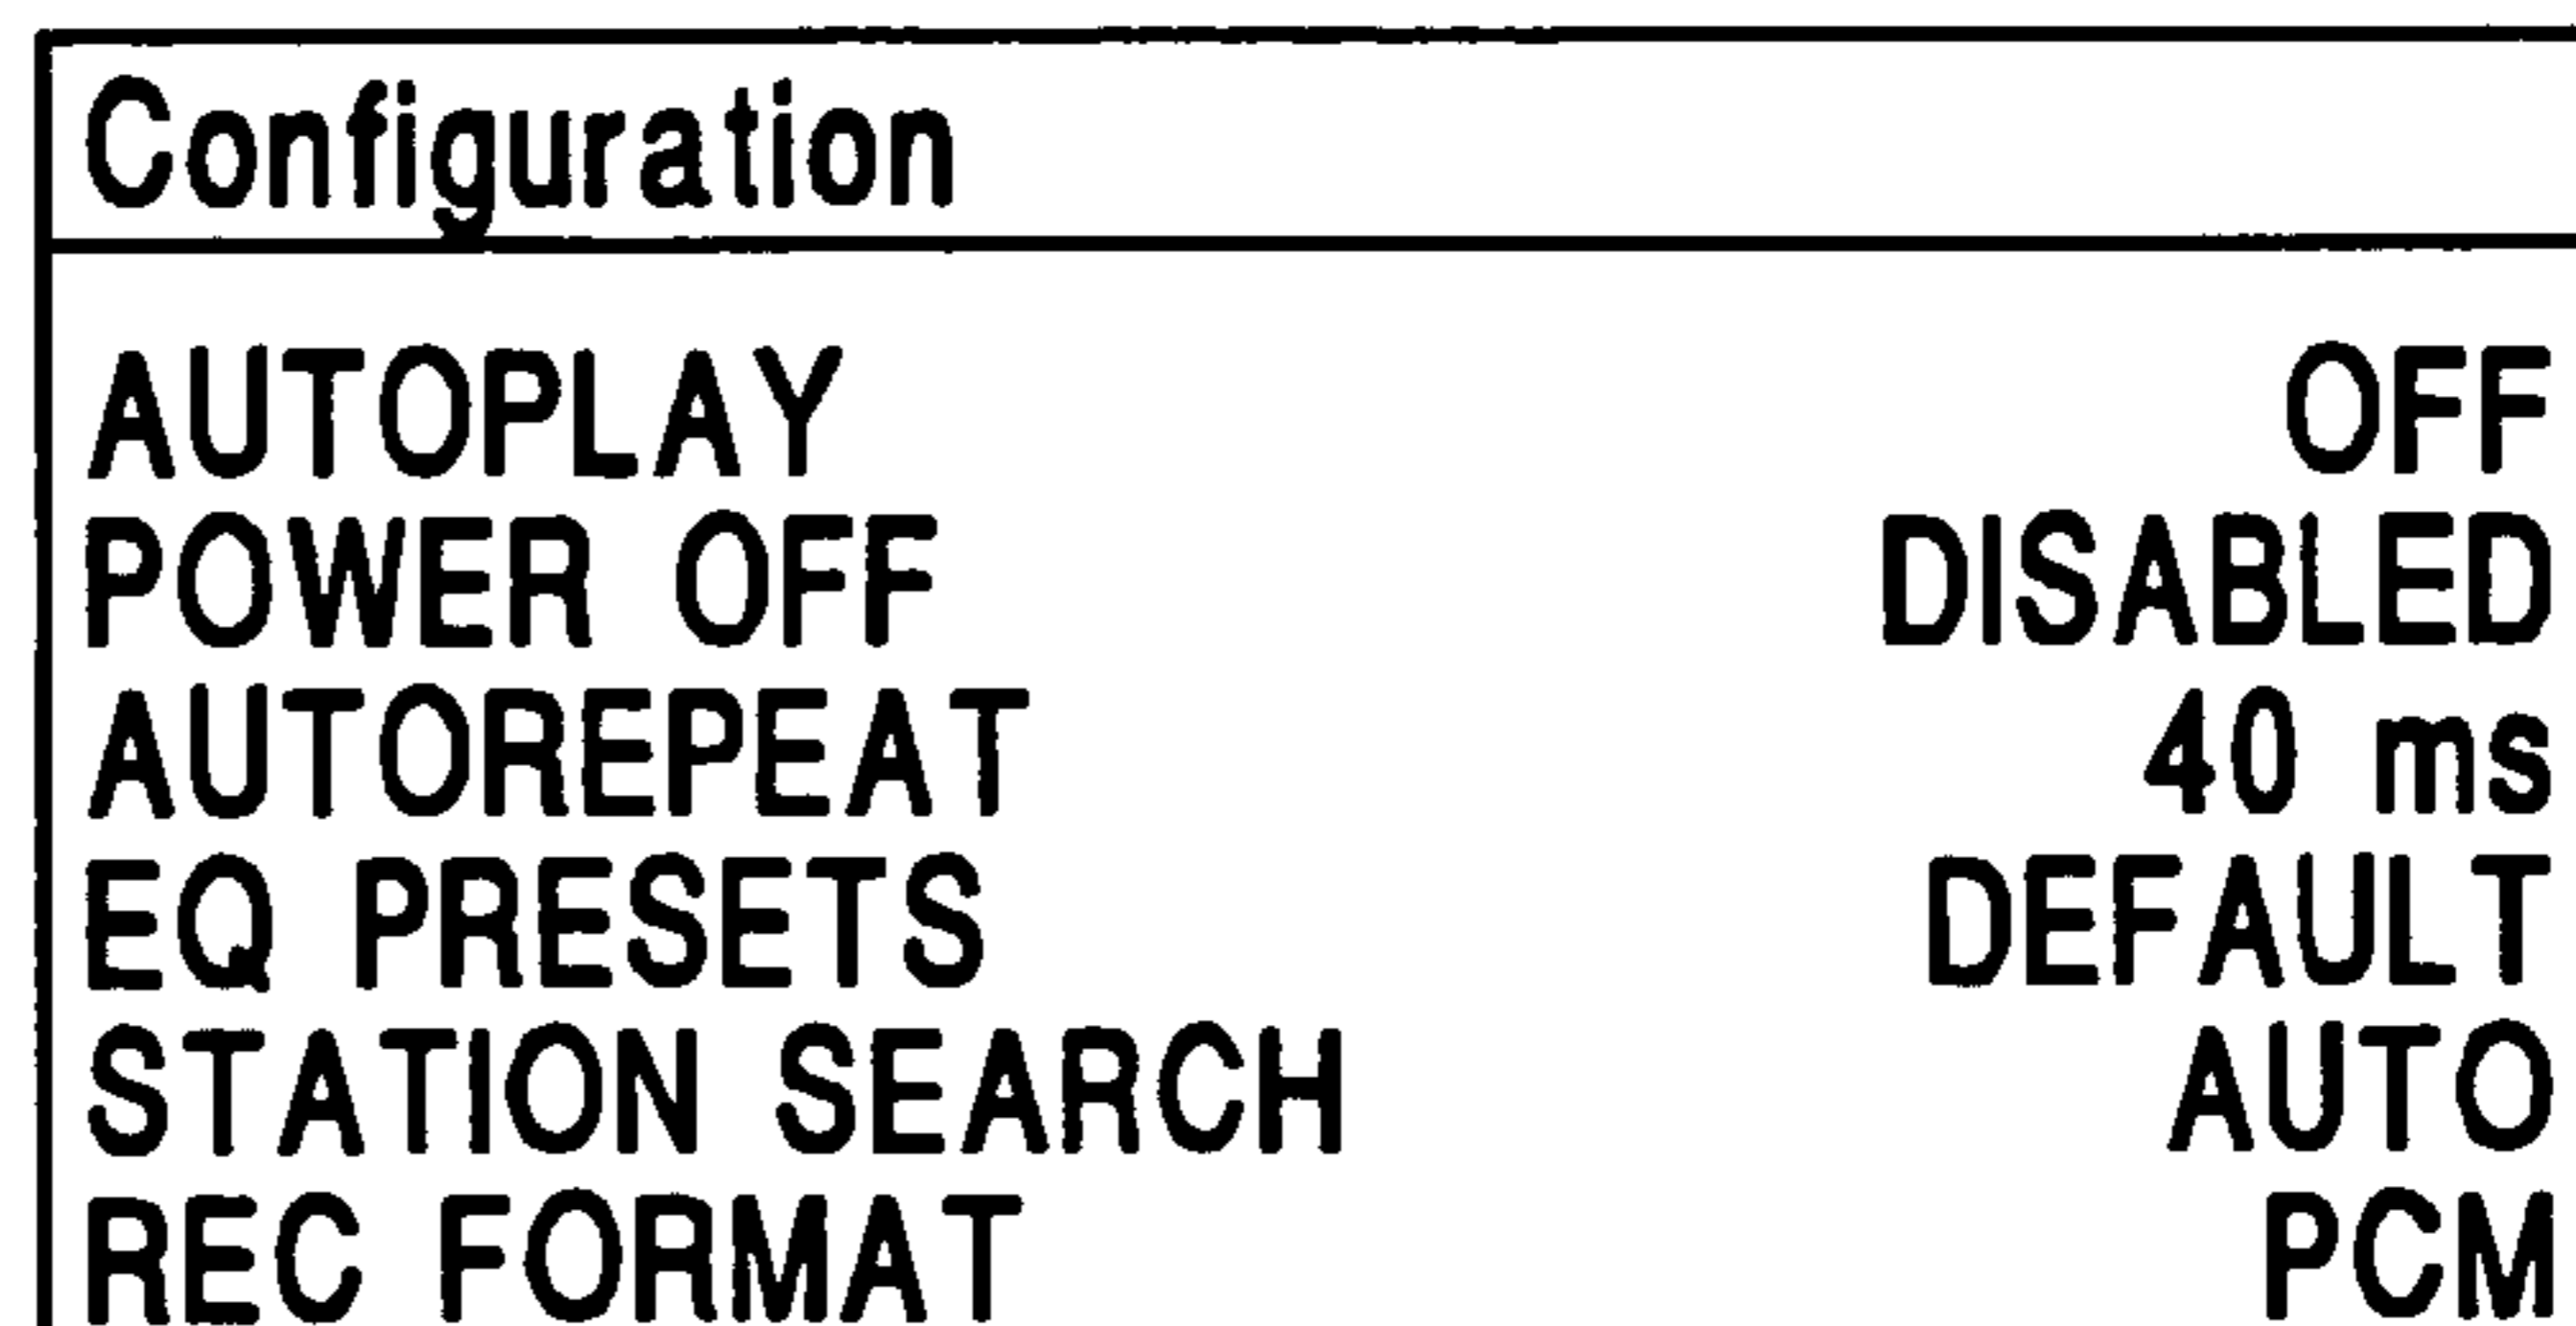 Configuration
AUTOPLAY OFF
POWER OFF DISABLED
AUTOREPEAT 40 ms
EQ PRESETS DEFAULT
STATION SEARCH AUTO
REC FORMAT PCM